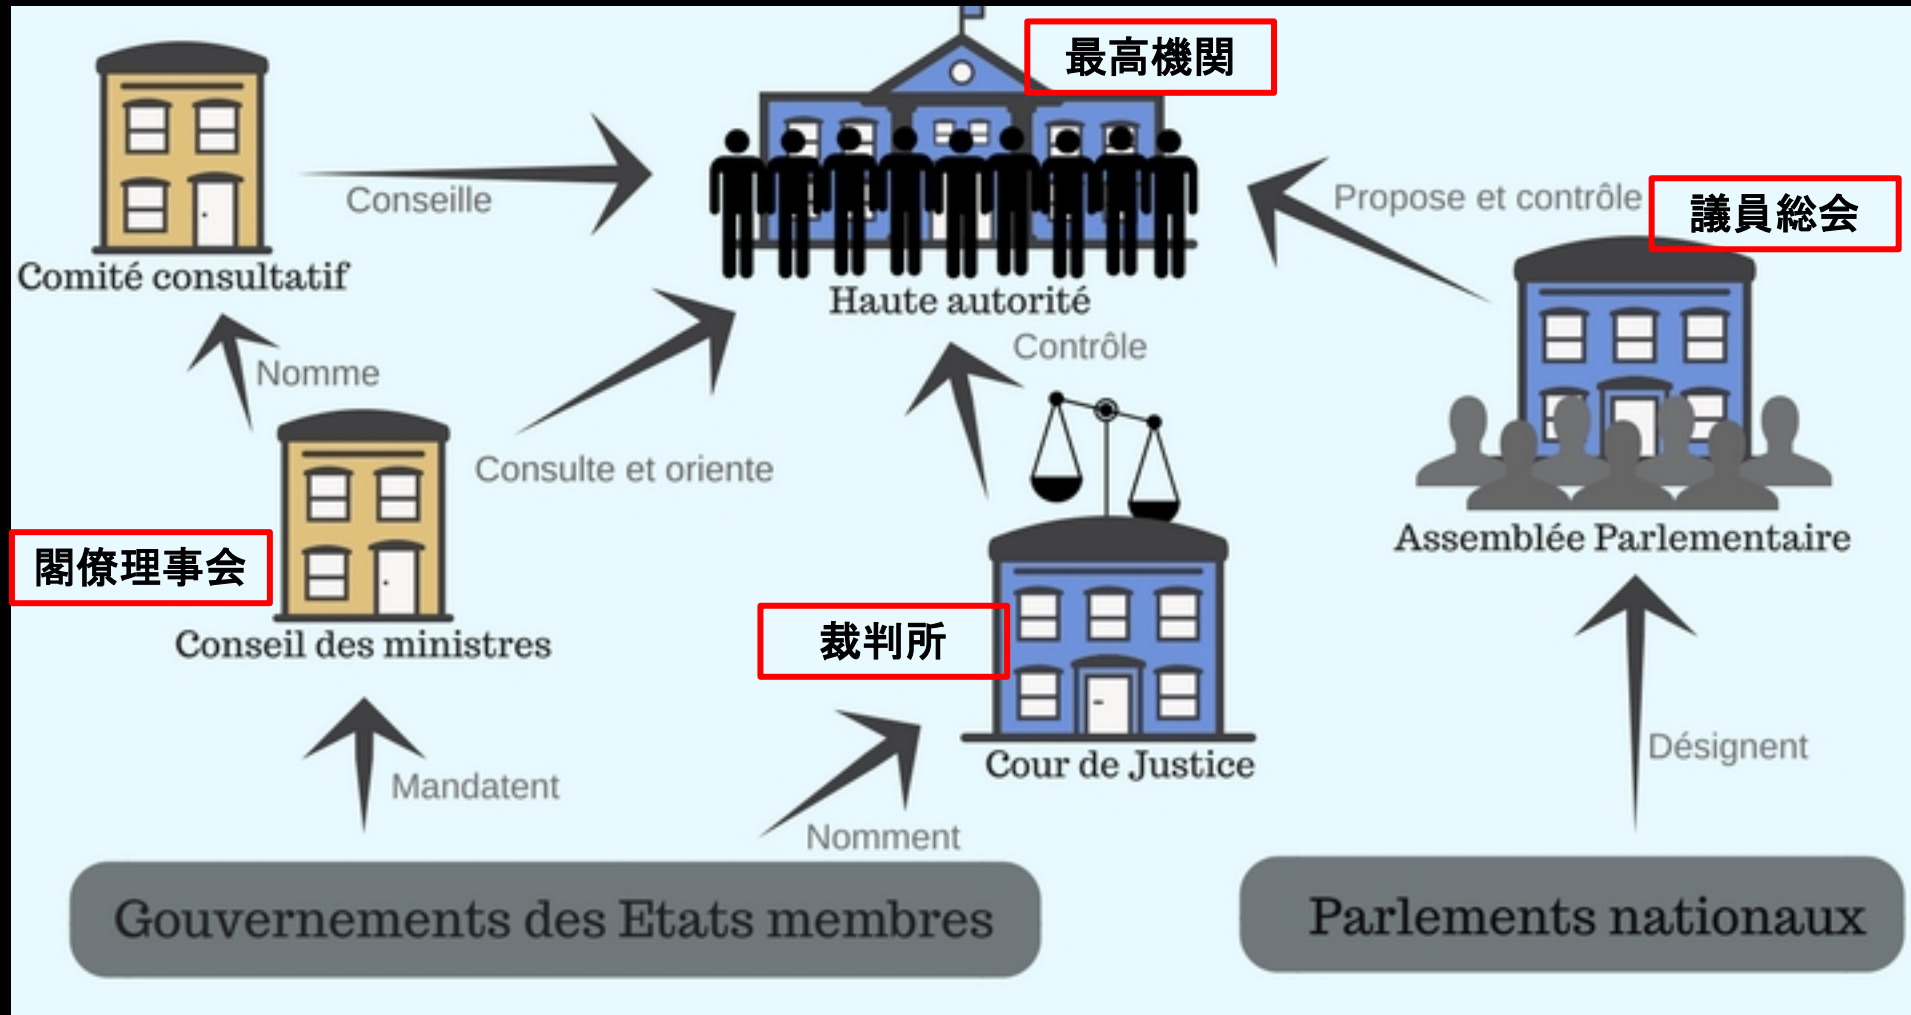 最高機関
Conseille
Propose et contrôle
議員総会
Comité consultatif
Haute autorité
Contrôle
Nomme
Consulte et oriente
Assemblée Parlementaire
閣僚理事会
Conseil des ministres
裁判所
Cour de Justice
Désignent
Mandatent
Nomment
Gouvernements des Etats membres
Parlements nationaux